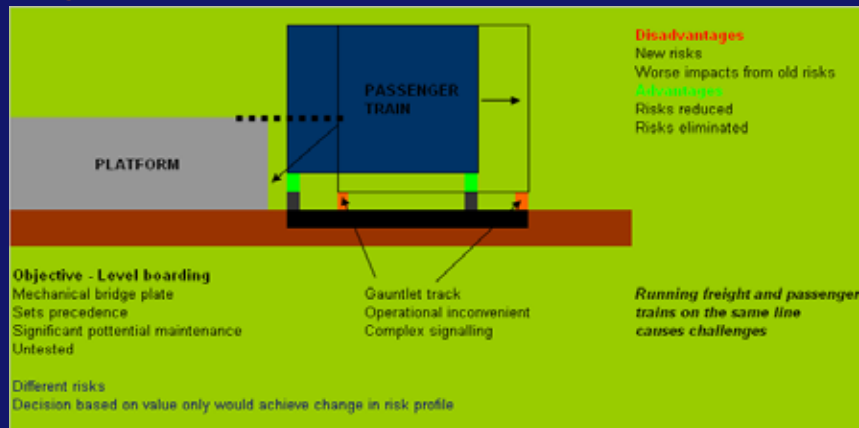 Disadvantages
New risks
Worse impacts from old risks
Advantages
Risks reduced
Risks eliminated
PASSENGER
TRAIN
PLATFORM
Objective - Level boarding
Mechanical bridge plate
Sets precedence
Significant pottential maintenance
Untested
Different risks
Decision based on value only would achieve change in risk profile
Gauntlet track
Operational inconvenient
Complex signalling
Running freight and passenger
trains on the same line
causes challenges